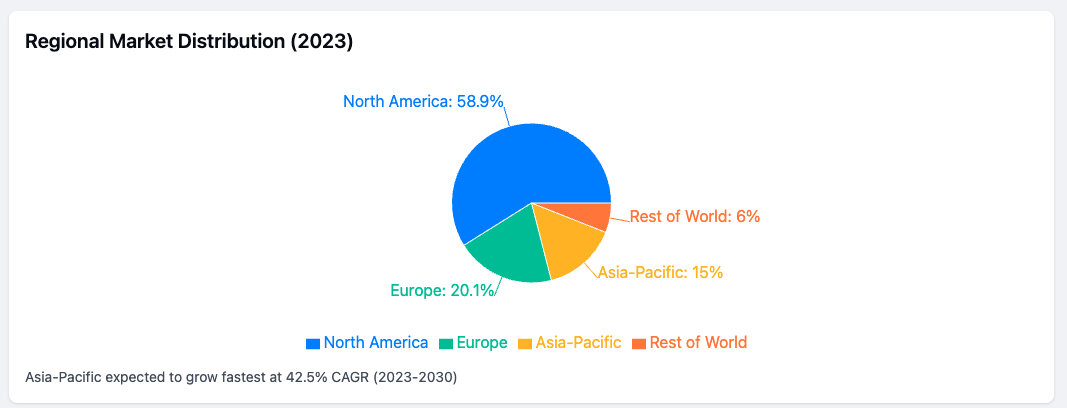 Regional Market Distribution (2023)
North America: 58.9%
Rest of World: 6%
Asia-Pacific: 15%
Europe: 20.1%
North America Europe Asia-Pacific Rest of World
Asia-Pacific expected to grow fastest at 42.5% CAGR (2023-2030)